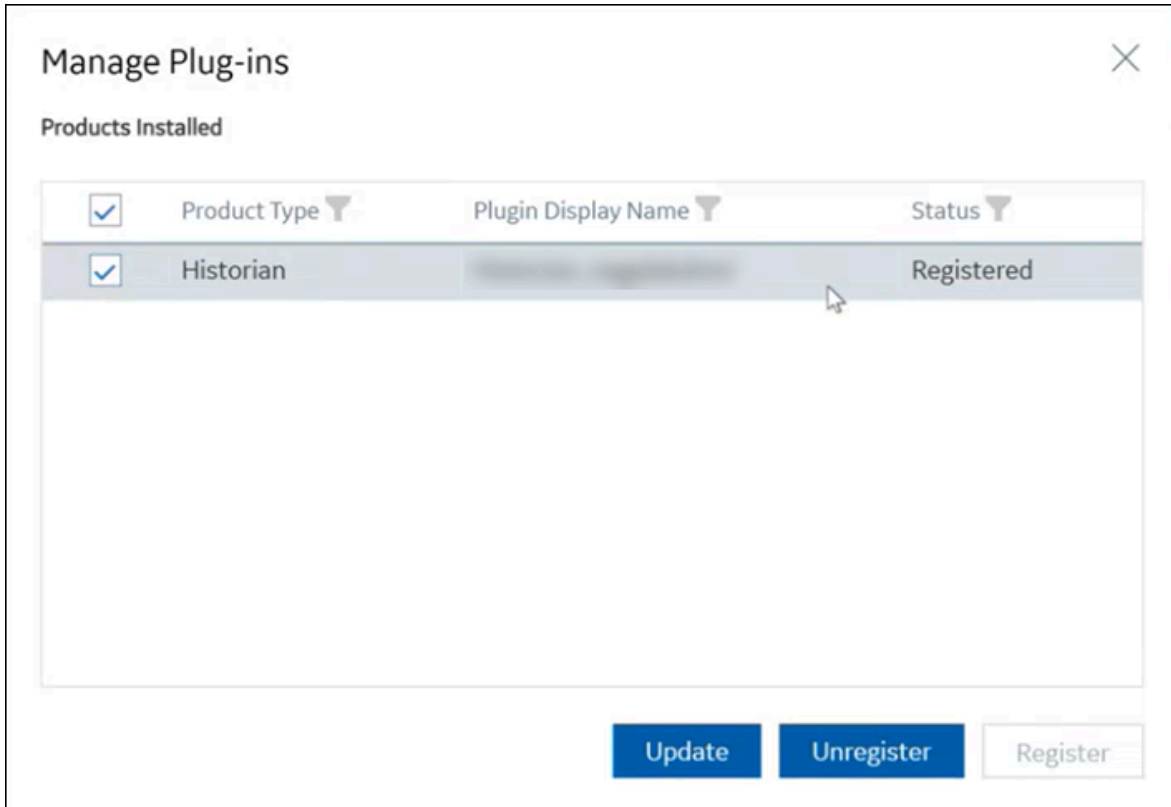 Manage Plug-ins
Products Installed
Product Type Plugin Display Name Status
Historian Registered
Update Unregister Register